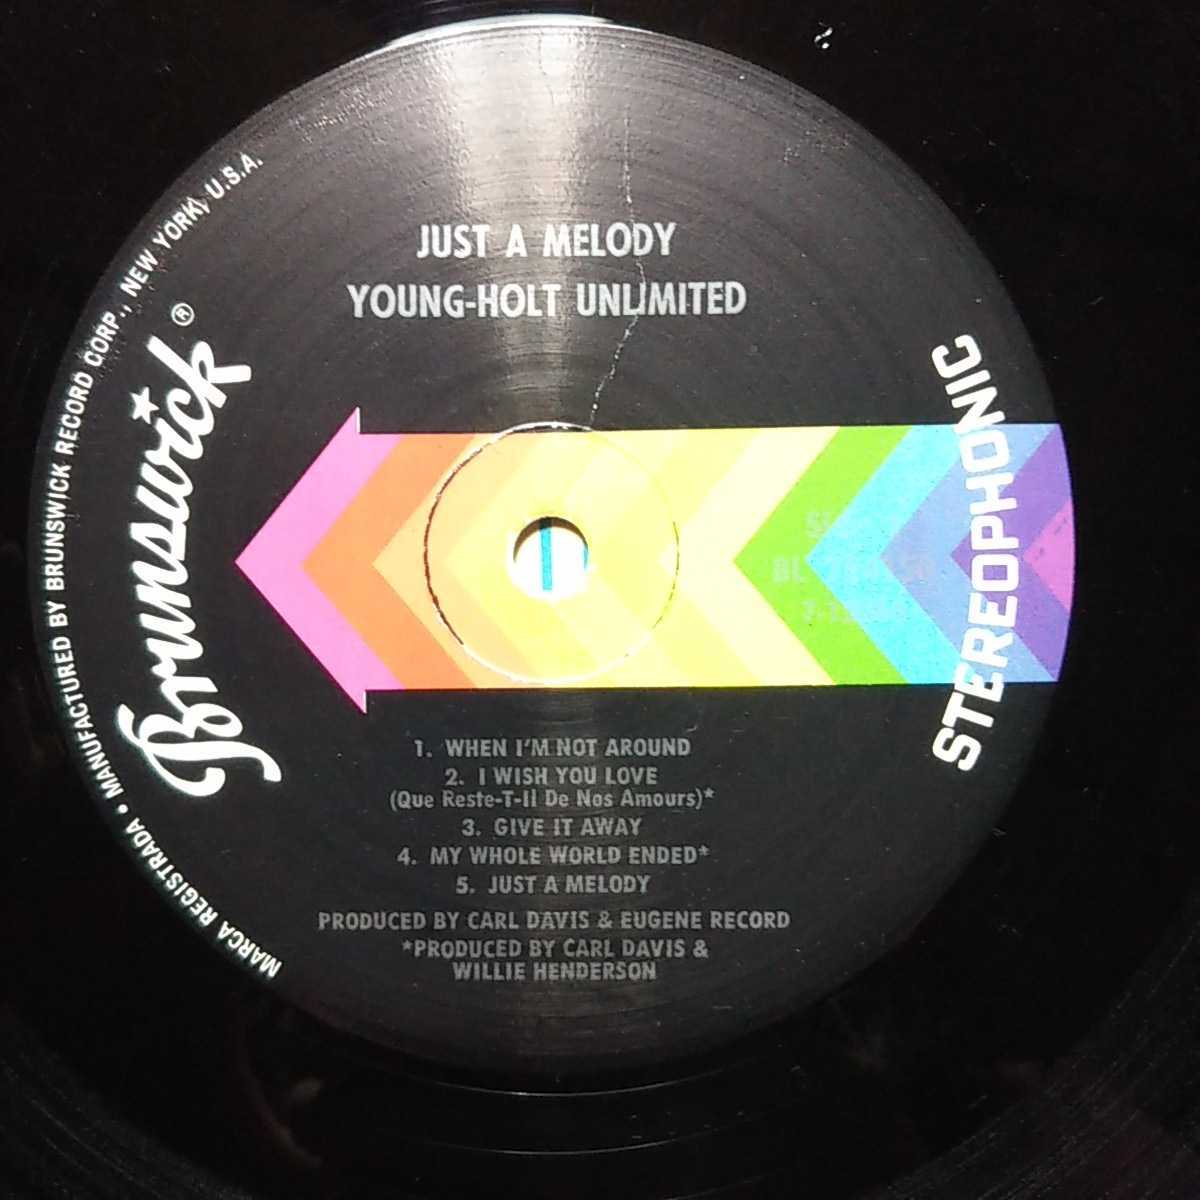 JUST A MELODY
YOUNG-HOLT UNLIMITED
Brunswick®
STEREOPHONIC
1. WHEN I'M NOT AROUND
2. I WISH YOU LOVE
(Que Reste-T-Il De Nos Amours)*
3. GIVE IT AWAY
4. MY WHOLE WORLD ENDED*
5. JUST A MELODY
PRODUCED BY CARL DAVIS & EUGENE RECORD
*PRODUCED BY CARL DAVIS &
WILLIE HENDERSON
MARCA REGISTRADA • MANUFACTURED BY BRUNSWICK RECORD CORP., NEW YORK, U.S.A.